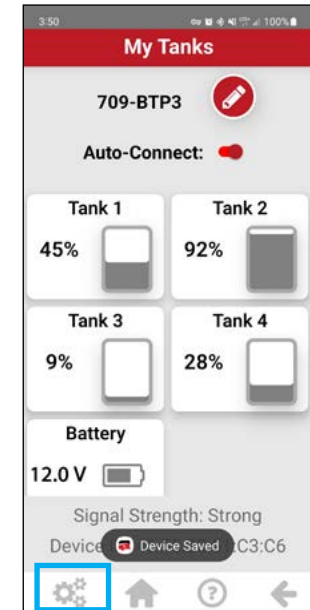 3:50 100%
My Tanks
709-BTP3
Auto-Connect:
Tank 1 Tank 2
45% 92%
Tank 3 Tank 4
9% 28%
Battery
12.0 V
Signal Strength: Strong
Device Device Saved C3:C6
?